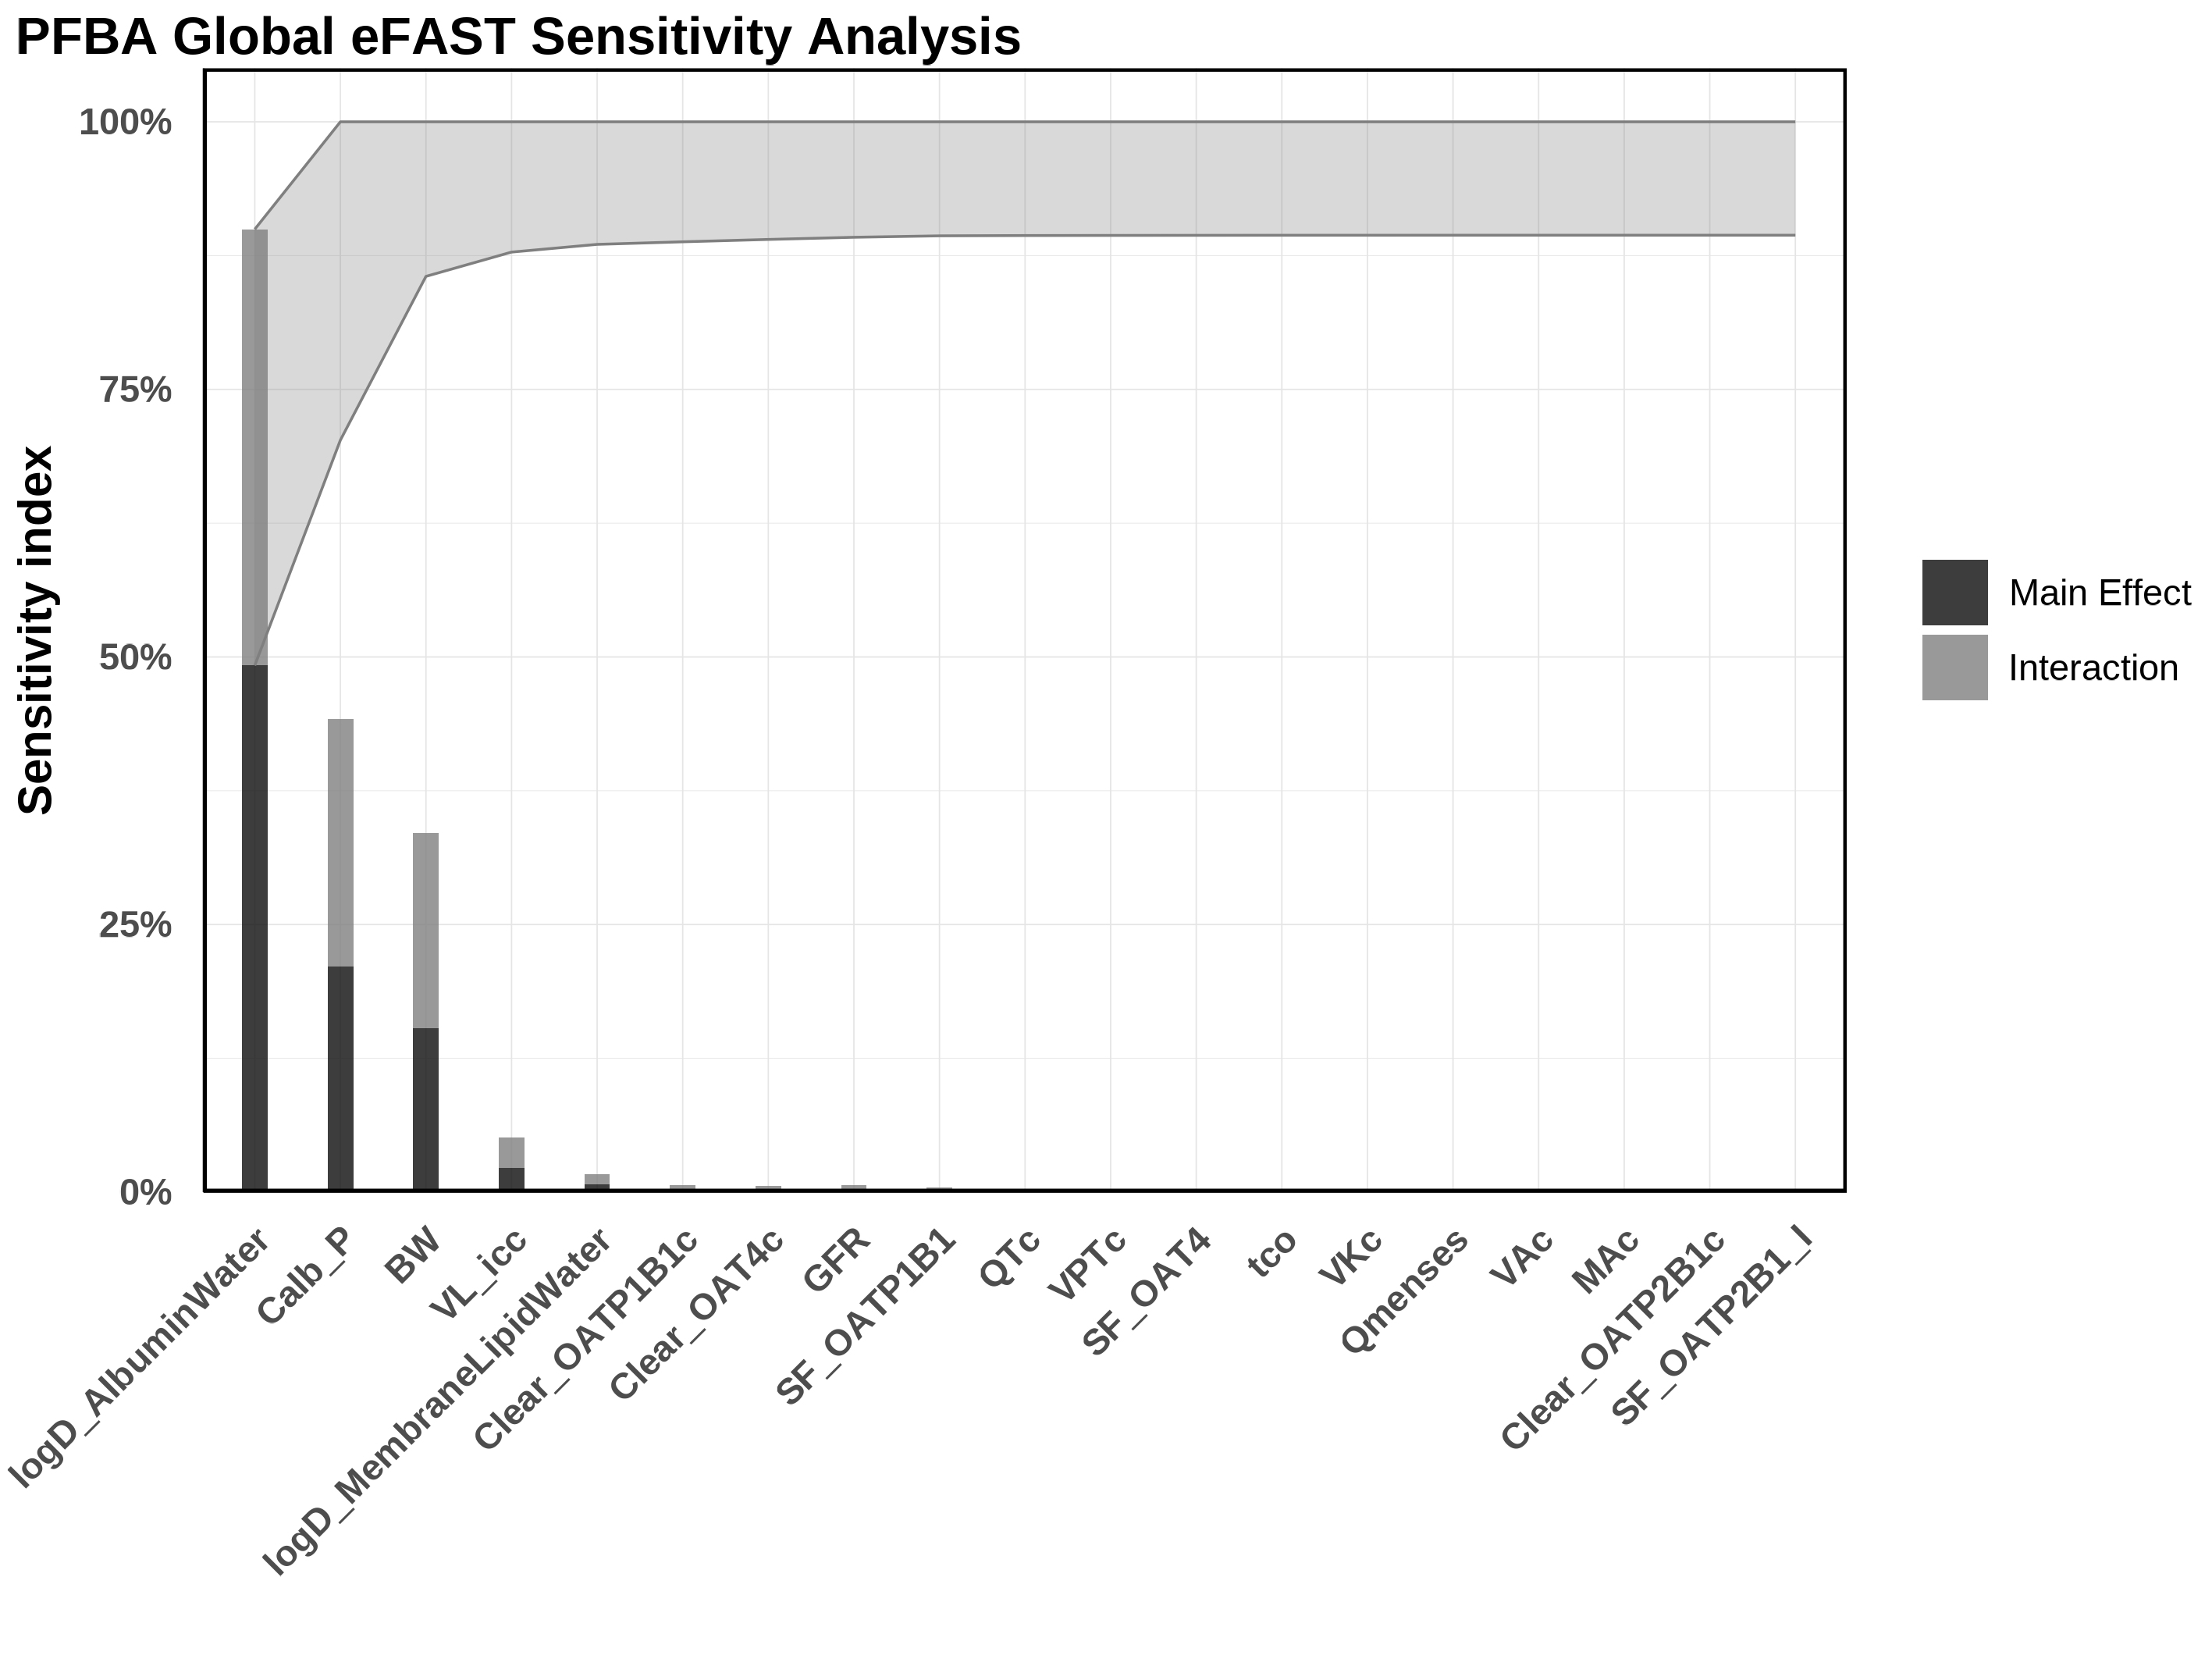 PFBA Global eFAST Sensitivity Analysis
Sensitivity index
100%
75%
50%
25%
0%
logD_AlbuminWater
Calb_P
BW
VL_icc
logD_MembraneLipidWater
Clear_OATP1B1c
Clear_OAT4c
GFR
SF_OATP1B1
QTc
VPTc
SF_OAT4
tco
VKc
Qmenses
VAc
MAc
Clear_OATP2B1c
SF_OATP2B1_l
Main Effect
Interaction